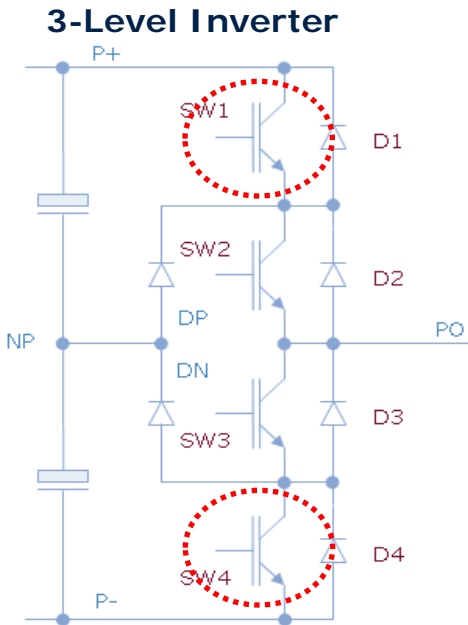 3-Level Inverter
P+
SW1
D1
SW2
D2
DP
NP
PO
DN
D3
SW3
D4
SW4
P-